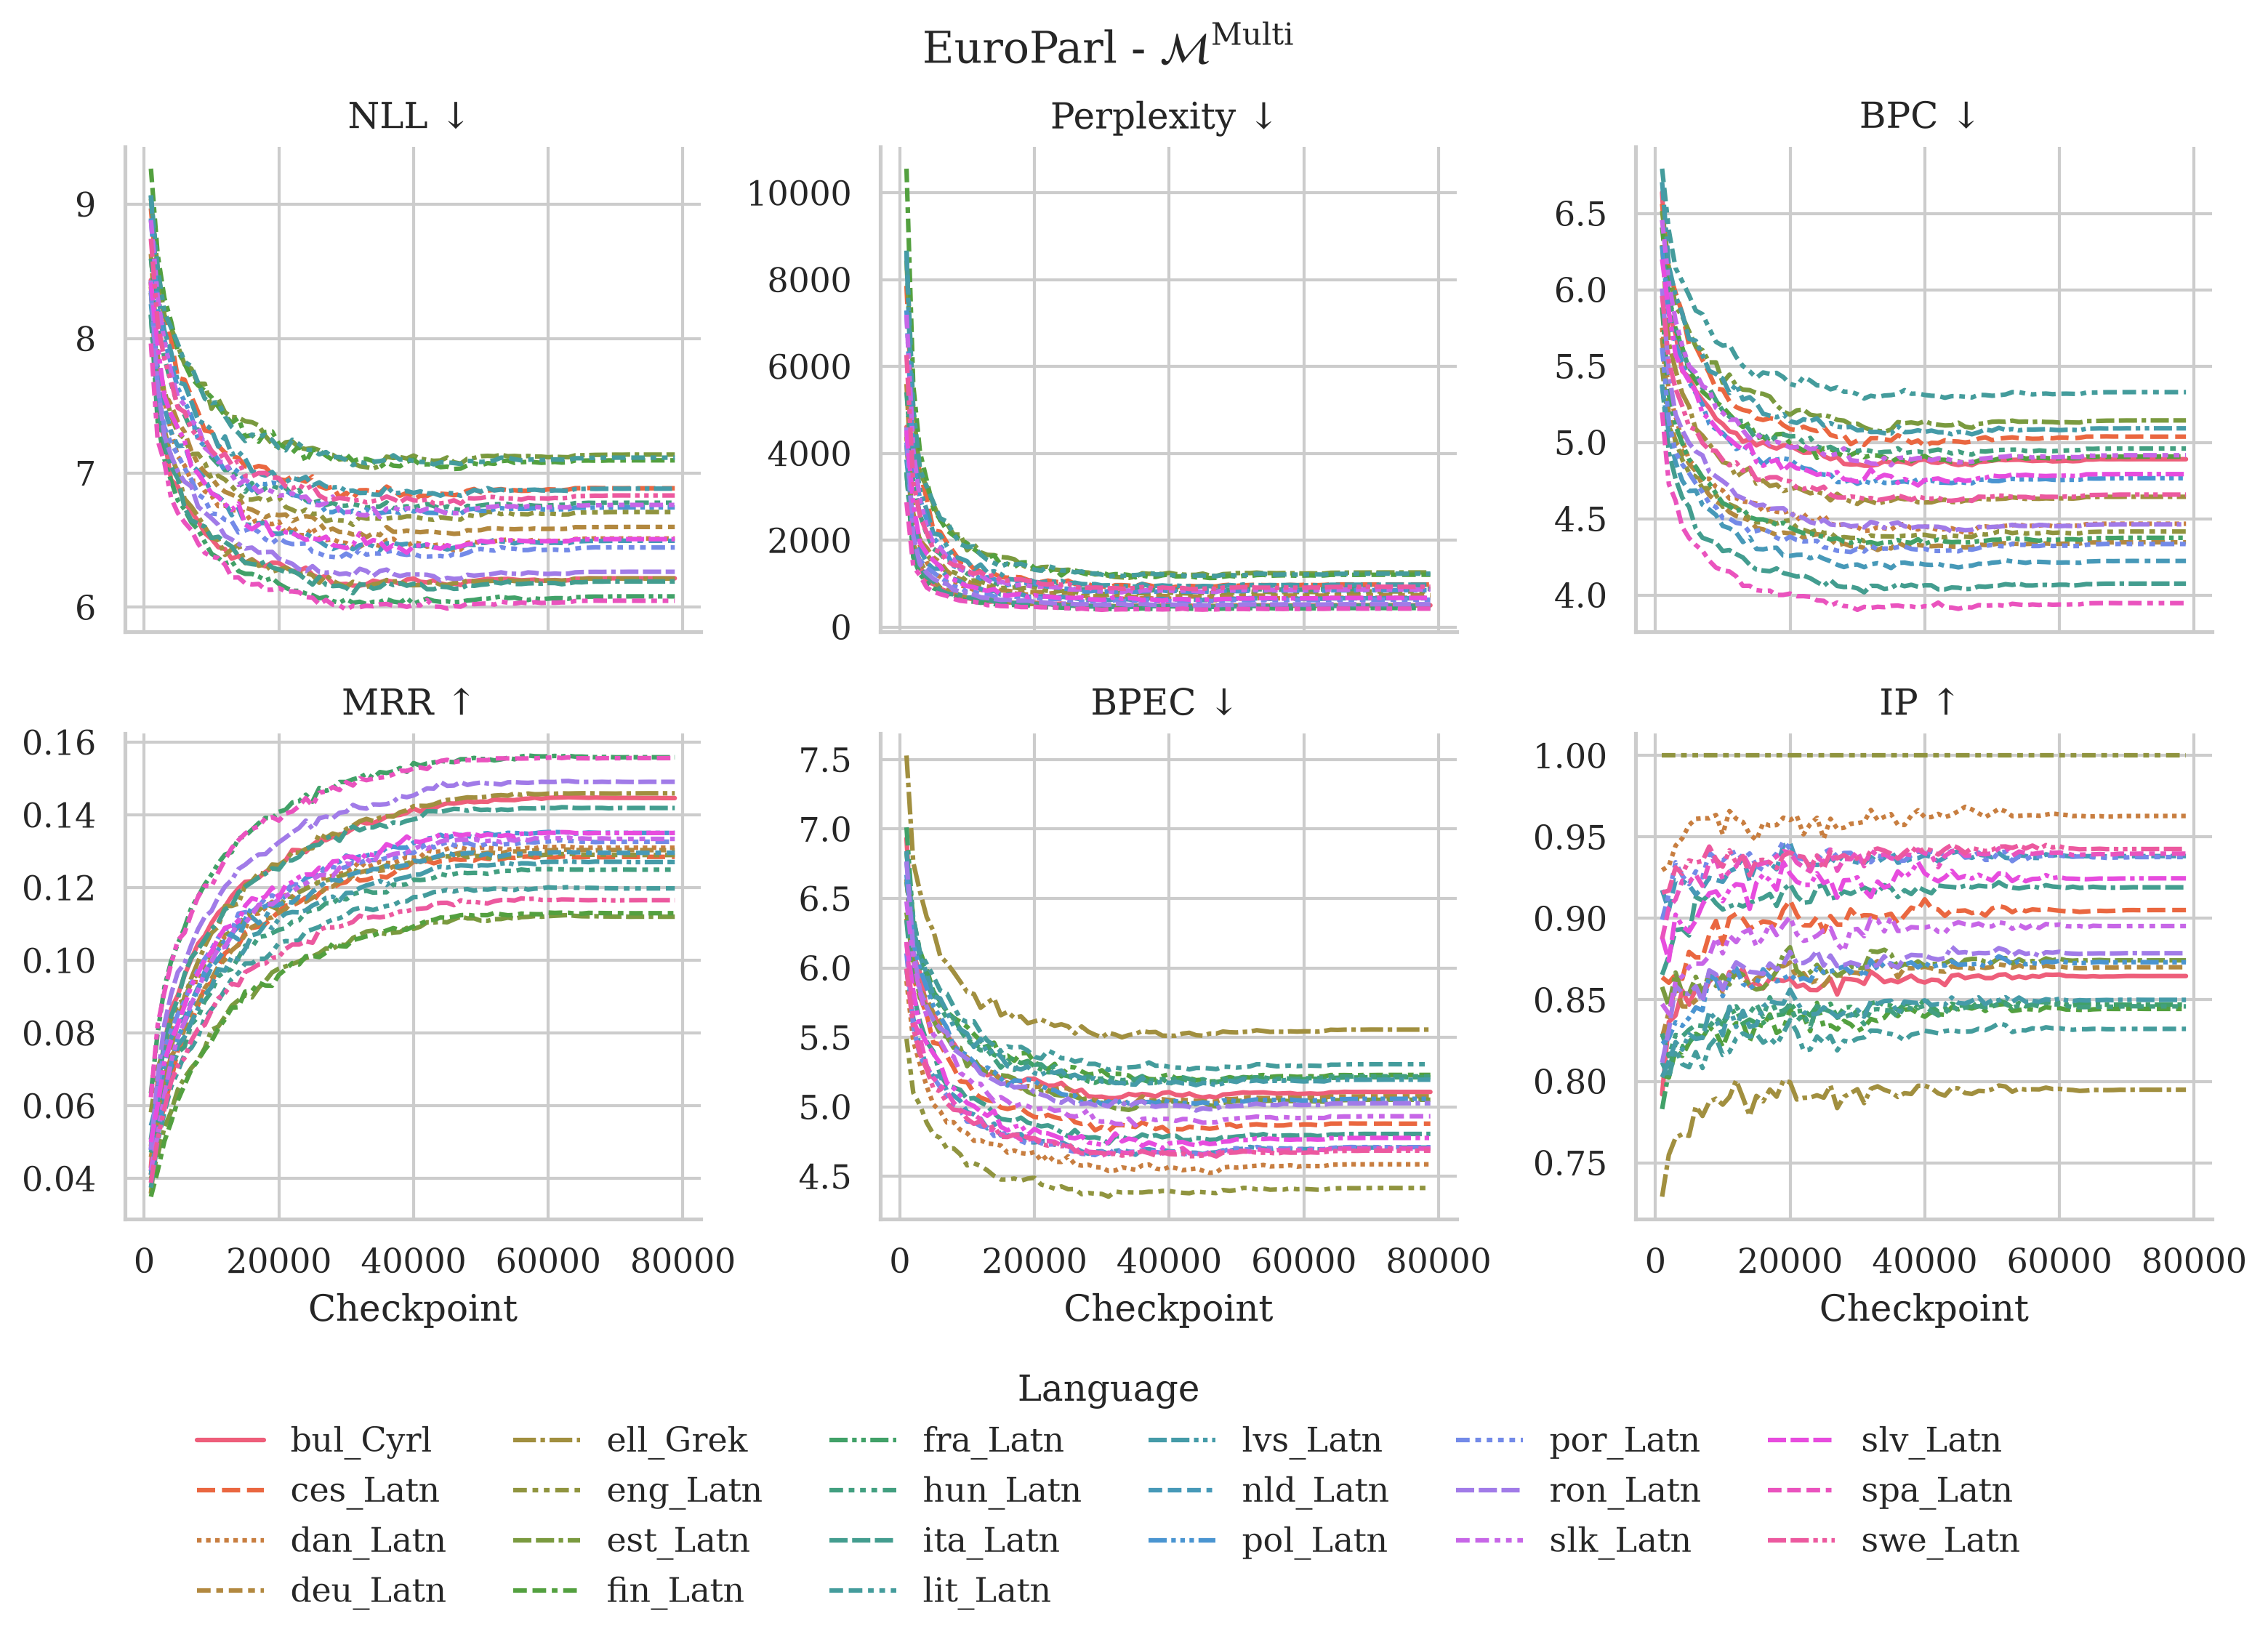 EuroParl - ℳ^Multi
NLL ↓
Perplexity ↓
BPC ↓
9
8
7
6
10000
8000
6000
4000
2000
0
6.5
6.0
5.5
5.0
4.5
4.0
MRR ↑
BPEC ↓
IP ↑
0.16
0.14
0.12
0.10
0.08
0.06
0.04
7.5
7.0
6.5
6.0
5.5
5.0
4.5
1.00
0.95
0.90
0.85
0.80
0.75
0 20000 40000 60000 80000
0 20000 40000 60000 80000
0 20000 40000 60000 80000
Checkpoint
Checkpoint
Checkpoint
Language
bul_Cyrl ell_Grek fra_Latn lvs_Latn por_Latn slv_Latn
ces_Latn eng_Latn hun_Latn nld_Latn ron_Latn spa_Latn
dan_Latn est_Latn ita_Latn pol_Latn slk_Latn swe_Latn
deu_Latn fin_Latn lit_Latn